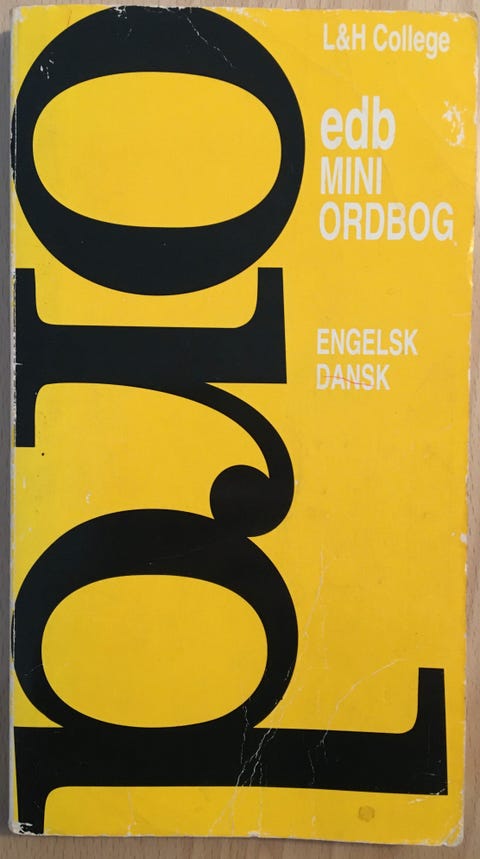 L&H College
edb
MINI
ORDBOG
ENGELSK
DANSK
ord